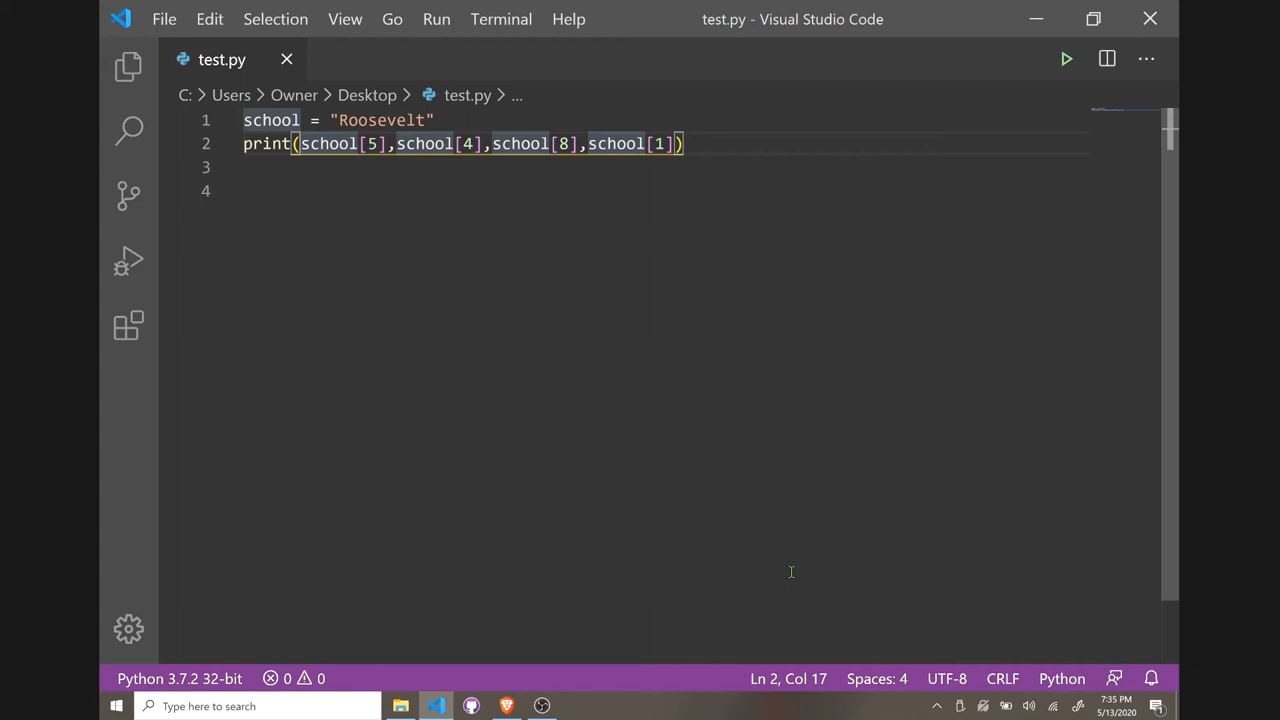 File Edit Selection View Go Run Terminal Help test.py - Visual Studio Code
test.py
C: > Users > Owner > Desktop > test.py > ...
1 school = "Roosevelt"
2 print(school[5],school[4],school[8],school[1])
3
4
Python 3.7.2 32-bit 0 0 Ln 2, Col 17 Spaces: 4 UTF-8 CRLF Python
Type here to search 7:35 PM
5/13/2020 1